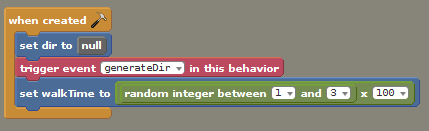 when created
set dir to null
trigger event generateDir in this behavior
set walkTime to random integer between 1 and 3 x 100